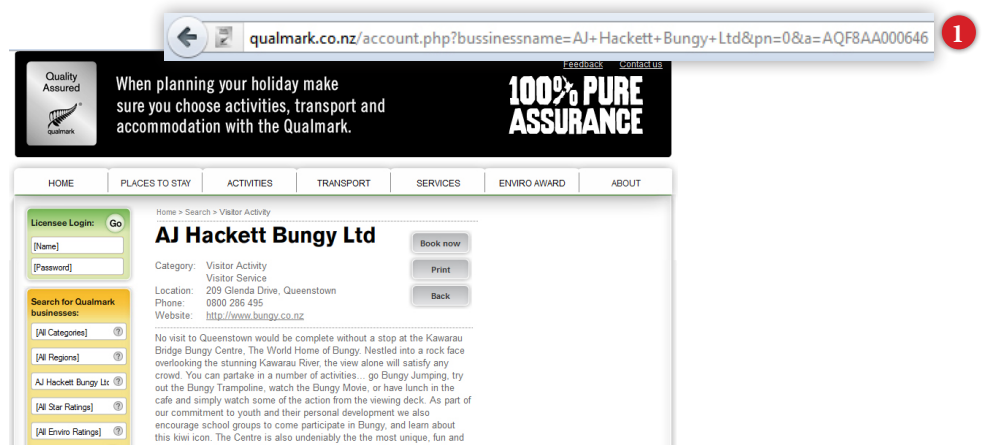 qualmark.co.nz/account.php?bussinessname=AJ+Hackett+Bungy+Ltd&pn=0&a=AQF8AA000646
1
Feedback Contact us
Quality
Assured
qualmark
When planning your holiday make
sure you choose activities, transport and
accommodation with the Qualmark.
100% PURE
ASSURANCE
HOME PLACES TO STAY ACTIVITIES TRANSPORT SERVICES ENVIRO AWARD ABOUT
Licensee Login: Go
[Name]
[Password]
Search for Qualmark
businesses:
[All Categories] ?
[All Regions] ?
AJ Hackett Bungy Ltc ?
[All Star Ratings] ?
[All Enviro Ratings] ?
Home > Search > Visitor Activity
AJ Hackett Bungy Ltd
Book now
Print
Back
Category: Visitor Activity
Visitor Service
Location: 209 Glenda Drive, Queenstown
Phone: 0800 286 495
Website: http://www.bungy.co.nz
No visit to Queenstown would be complete without a stop at the Kawarau
Bridge Bungy Centre, The World Home of Bungy. Nestled into a rock face
overlooking the stunning Kawarau River, the view alone will satisfy any
crowd. You can partake in a number of activities... go Bungy Jumping, try
out the Bungy Trampoline, watch the Bungy Movie, or have lunch in the
cafe and simply watch some of the action from the viewing deck. As part of
our commitment to youth and their personal development we also
encourage school groups to come participate in Bungy, and learn about
this kiwi icon. The Centre is also undeniably the the most unique, fun and